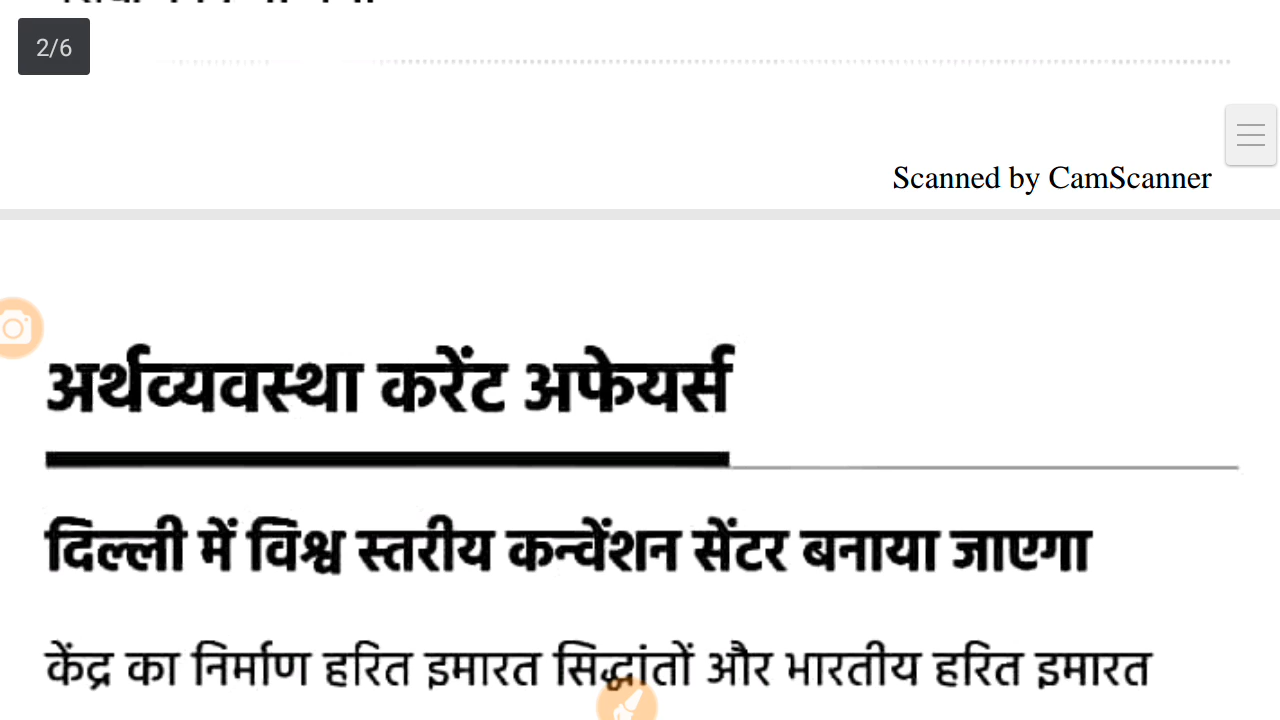 2/6
Scanned by CamScanner
अर्थव्यवस्था करेंट अफेयर्स
दिल्ली में विश्व स्तरीय कन्वेंशन सेंटर बनाया जाएगा
केंद्र का निर्माण हरित इमारत सिद्धांतों और भारतीय हरित इमारत